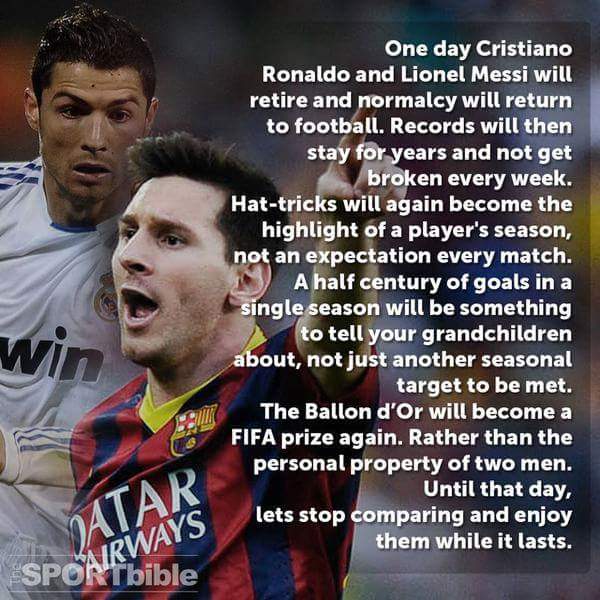 One day Cristiano
Ronaldo and Lionel Messi will
retire and normalcy will return
to football. Records will then
stay for years and not get
broken every week.
Hat-tricks will again become the
highlight of a player's season,
not an expectation every match.
A half century of goals in a
single season will be something
to tell your grandchildren
about, not just another seasonal
target to be met.
The Ballon d’Or will become a
FIFA prize again. Rather than the
personal property of two men.
Until that day,
lets stop comparing and enjoy
them while it lasts.
win
QATAR
AIRWAYS
The SPORTbible